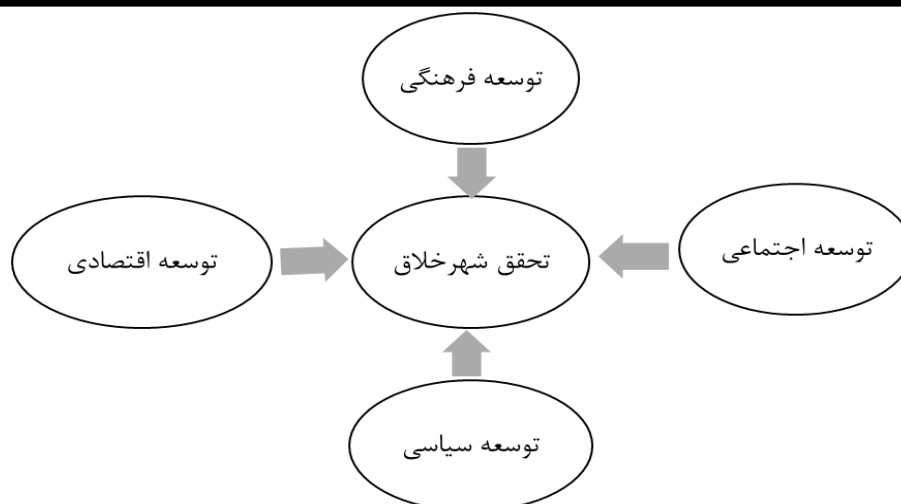 توسعه فرهنگی
توسعه اجتماعی
تحقق شهرخلاق
توسعه اقتصادی
توسعه سیاسی